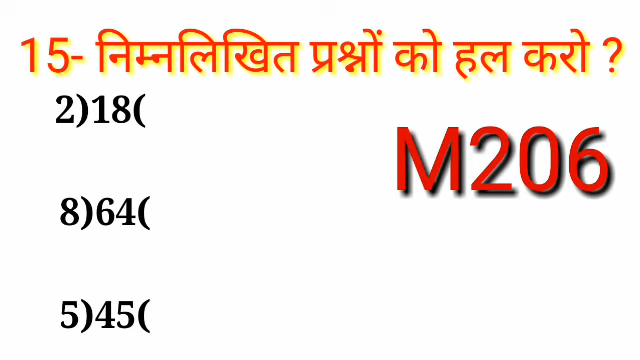 15- निम्नलिखित प्रश्नों को हल करो ?
2)18(
M206
8)64(
5)45(